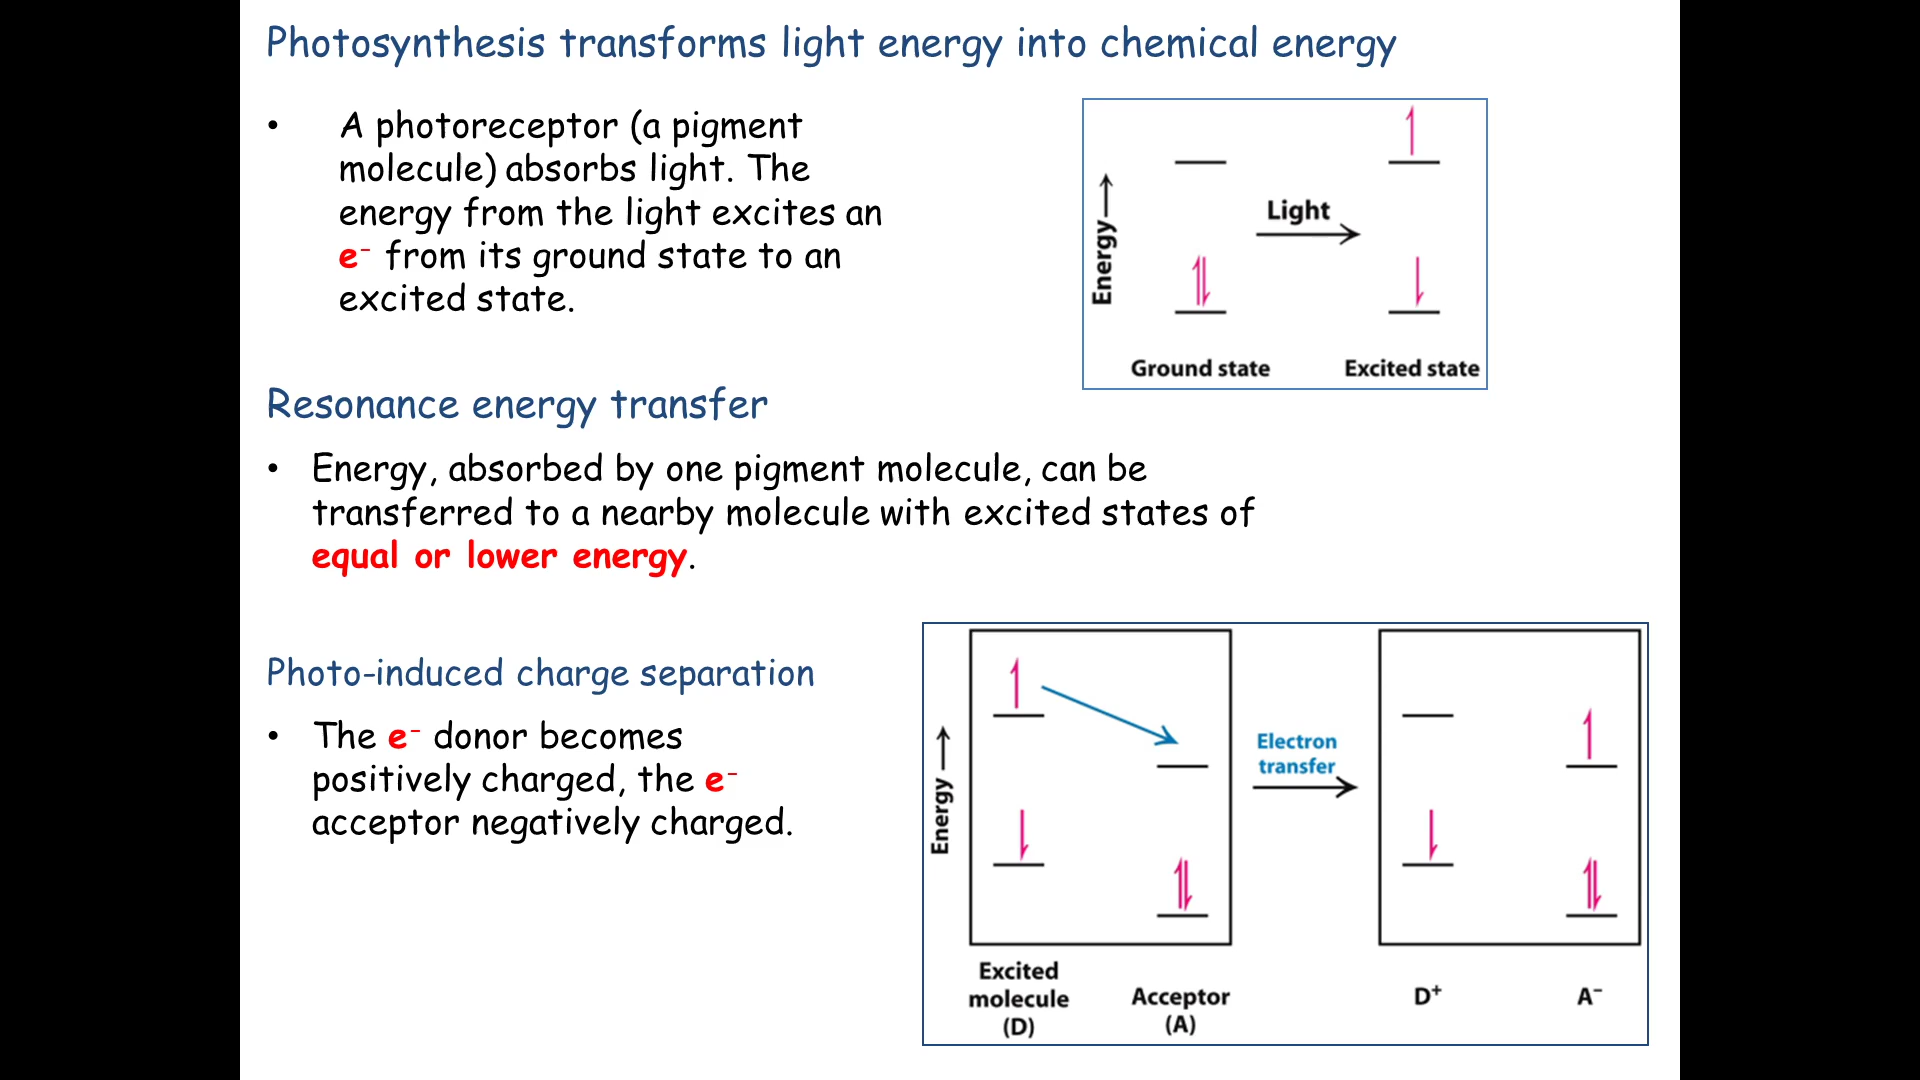 Photosynthesis transforms light energy into chemical energy
• A photoreceptor (a pigment
molecule) absorbs light. The
energy from the light excites an
e⁻ from its ground state to an
excited state.
Energy
Light
Ground state
Excited state
Resonance energy transfer
• Energy, absorbed by one pigment molecule, can be
transferred to a nearby molecule with excited states of
equal or lower energy.
Photo-induced charge separation
• The e⁻ donor becomes
positively charged, the e⁻
acceptor negatively charged.
Energy
Electron
transfer
Excited
molecule
(D)
Acceptor
(A)
D⁺
A⁻